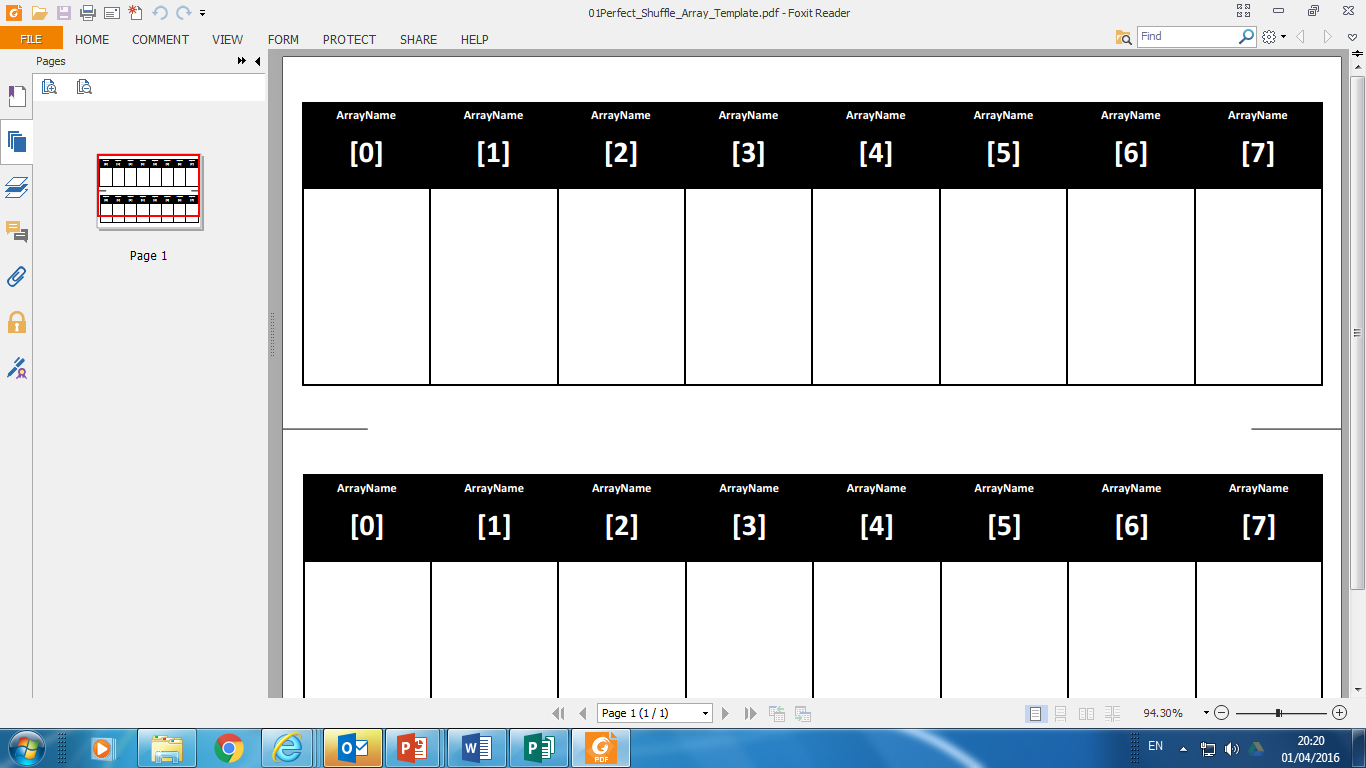 01Perfect_Shuffle_Array_Template.pdf - Foxit Reader
FILE HOME COMMENT VIEW FORM PROTECT SHARE HELP
Find
Pages
Page 1
ArrayName ArrayName ArrayName ArrayName ArrayName ArrayName ArrayName ArrayName
[0] [1] [2] [3] [4] [5] [6] [7]
ArrayName ArrayName ArrayName ArrayName ArrayName ArrayName ArrayName ArrayName
[0] [1] [2] [3] [4] [5] [6] [7]
Page 1 (1 / 1)
94.30%
EN
20:20
01/04/2016
PDF